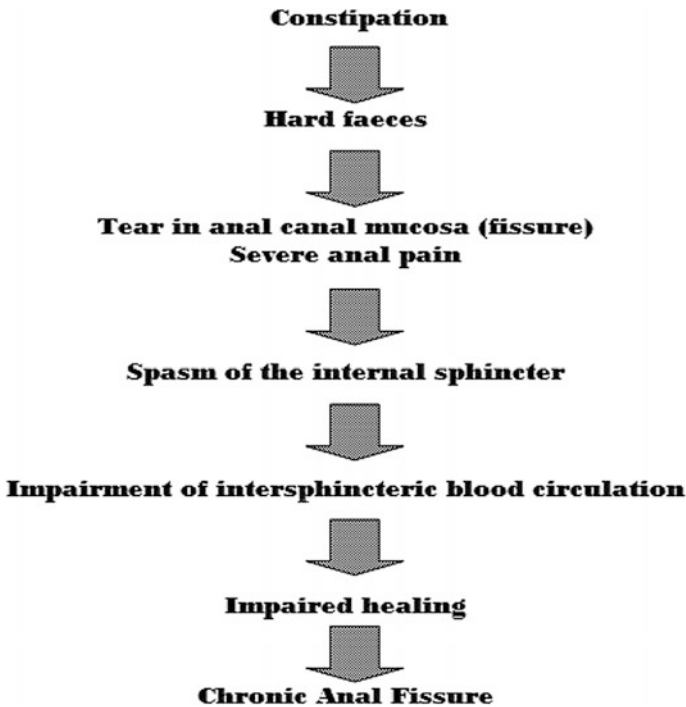 Constipation
Hard faeces
Tear in anal canal mucosa (fissure)
Severe anal pain
Spasm of the internal sphincter
Impairment of intersphincteric blood circulation
Impaired healing
Chronic Anal Fissure